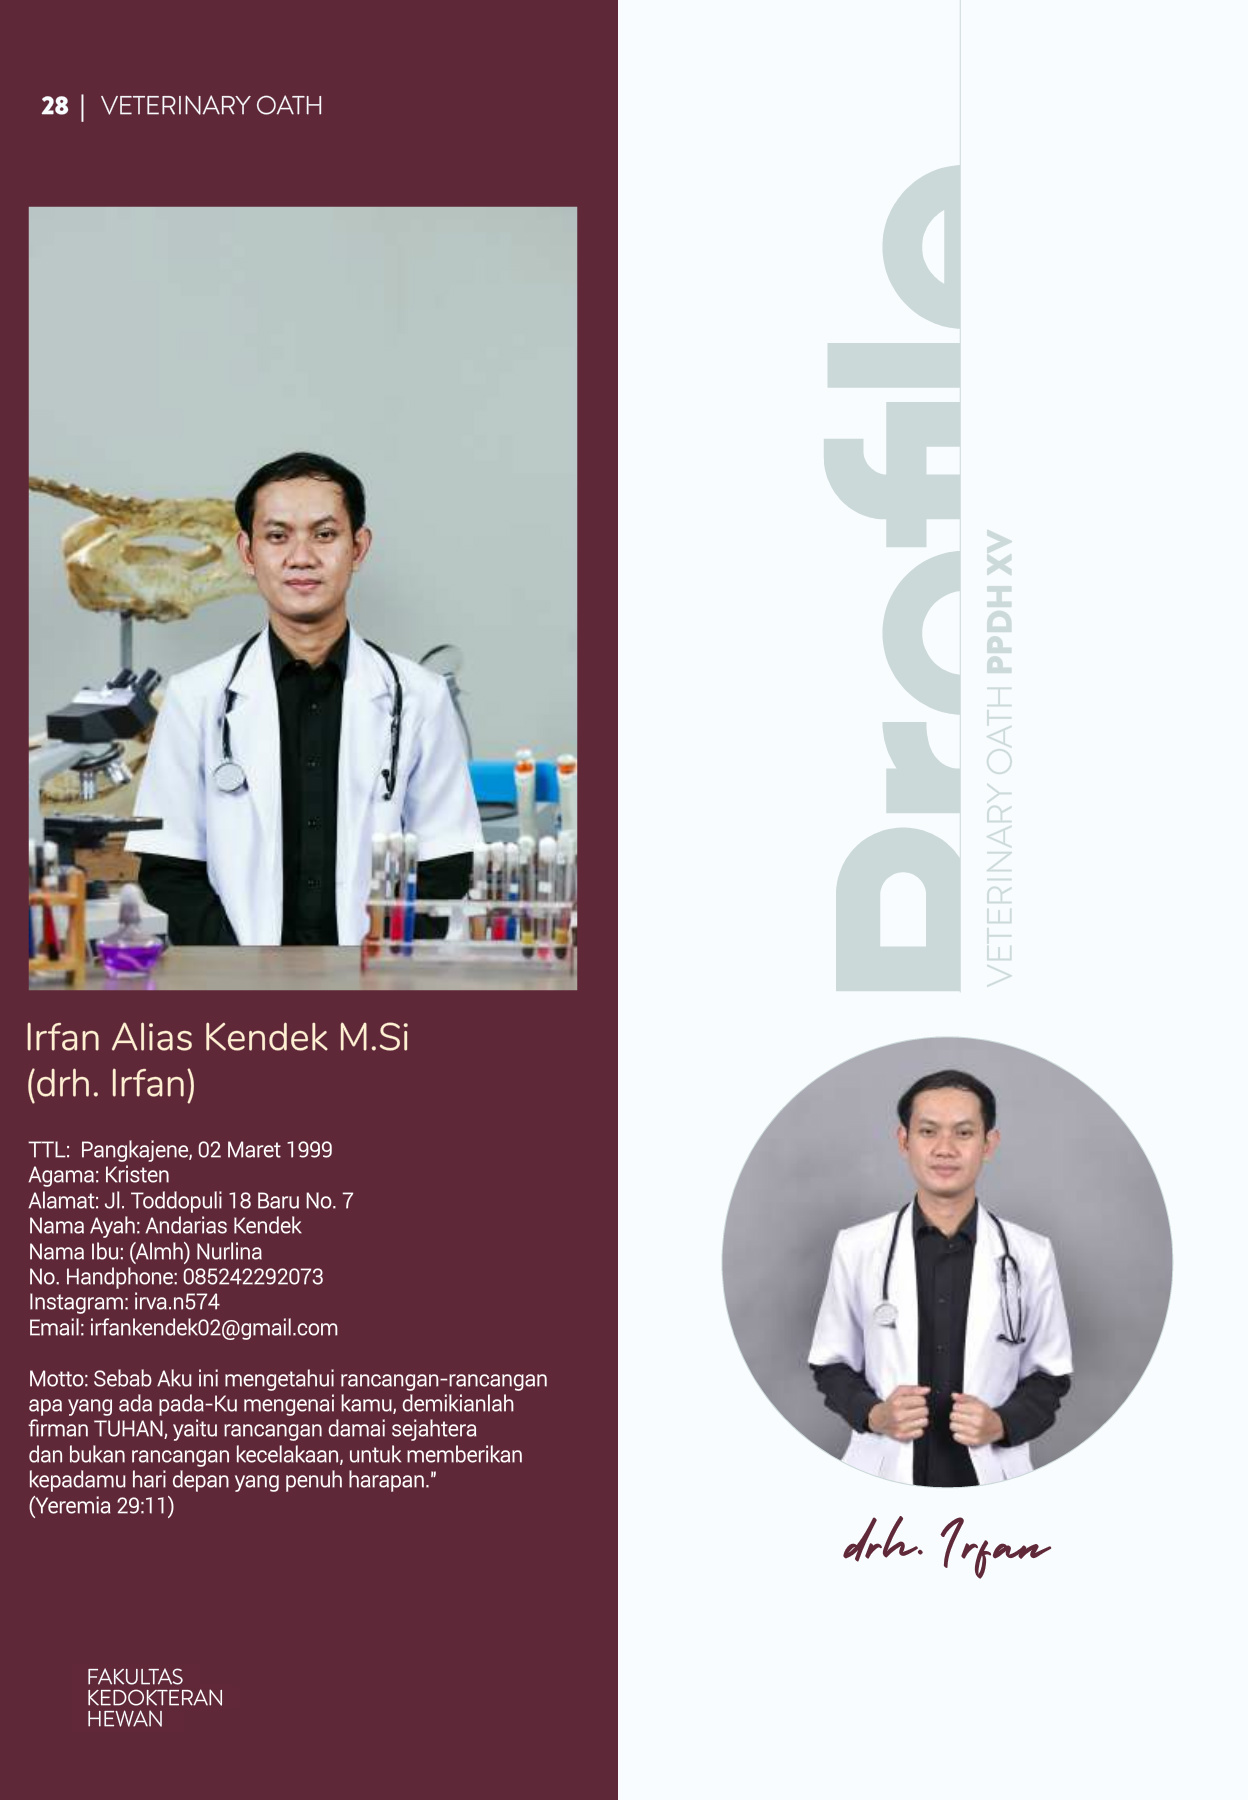 28 | VETERINARY OATH
Irfan Alias Kendek M.Si
(drh. Irfan)
TTL: Pangkajene, 02 Maret 1999
Agama: Kristen
Alamat: Jl. Toddopuli 18 Baru No. 7
Nama Ayah: Andarias Kendek
Nama Ibu: (Almh) Nurlina
No. Handphone: 085242292073
Instagram: irva.n574
Email: irfankendek02@gmail.com
Motto: Sebab Aku ini mengetahui rancangan-rancangan
apa yang ada pada-Ku mengenai kamu, demikianlah
firman TUHAN, yaitu rancangan damai sejahtera
dan bukan rancangan kecelakaan, untuk memberikan
kepadamu hari depan yang penuh harapan."
(Yeremia 29:11)
FAKULTAS
KEDOKTERAN
HEWAN
Profile
VETERINARY OATH PPDH XV
drh. Irfan